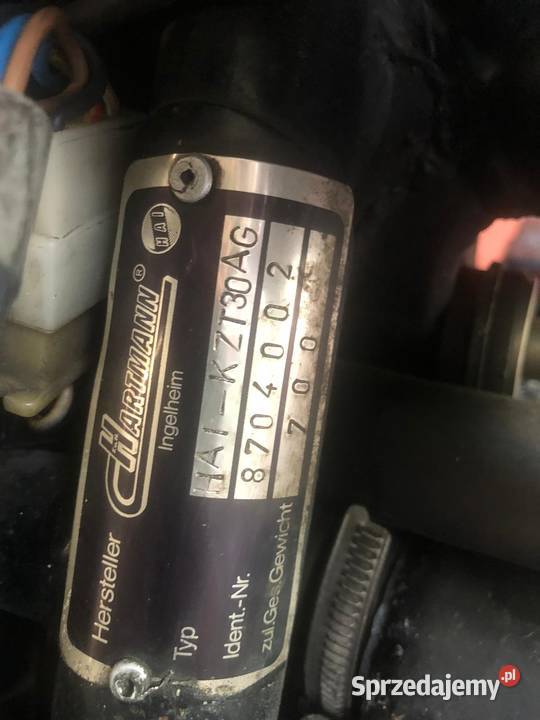 HAI
HARTMANN®
Hersteller Ingelheim
Typ HAI-KZT30AG
Ident.-Nr. 8704002
zul.Ges.Gewicht 700
Sprzedajemy.pl